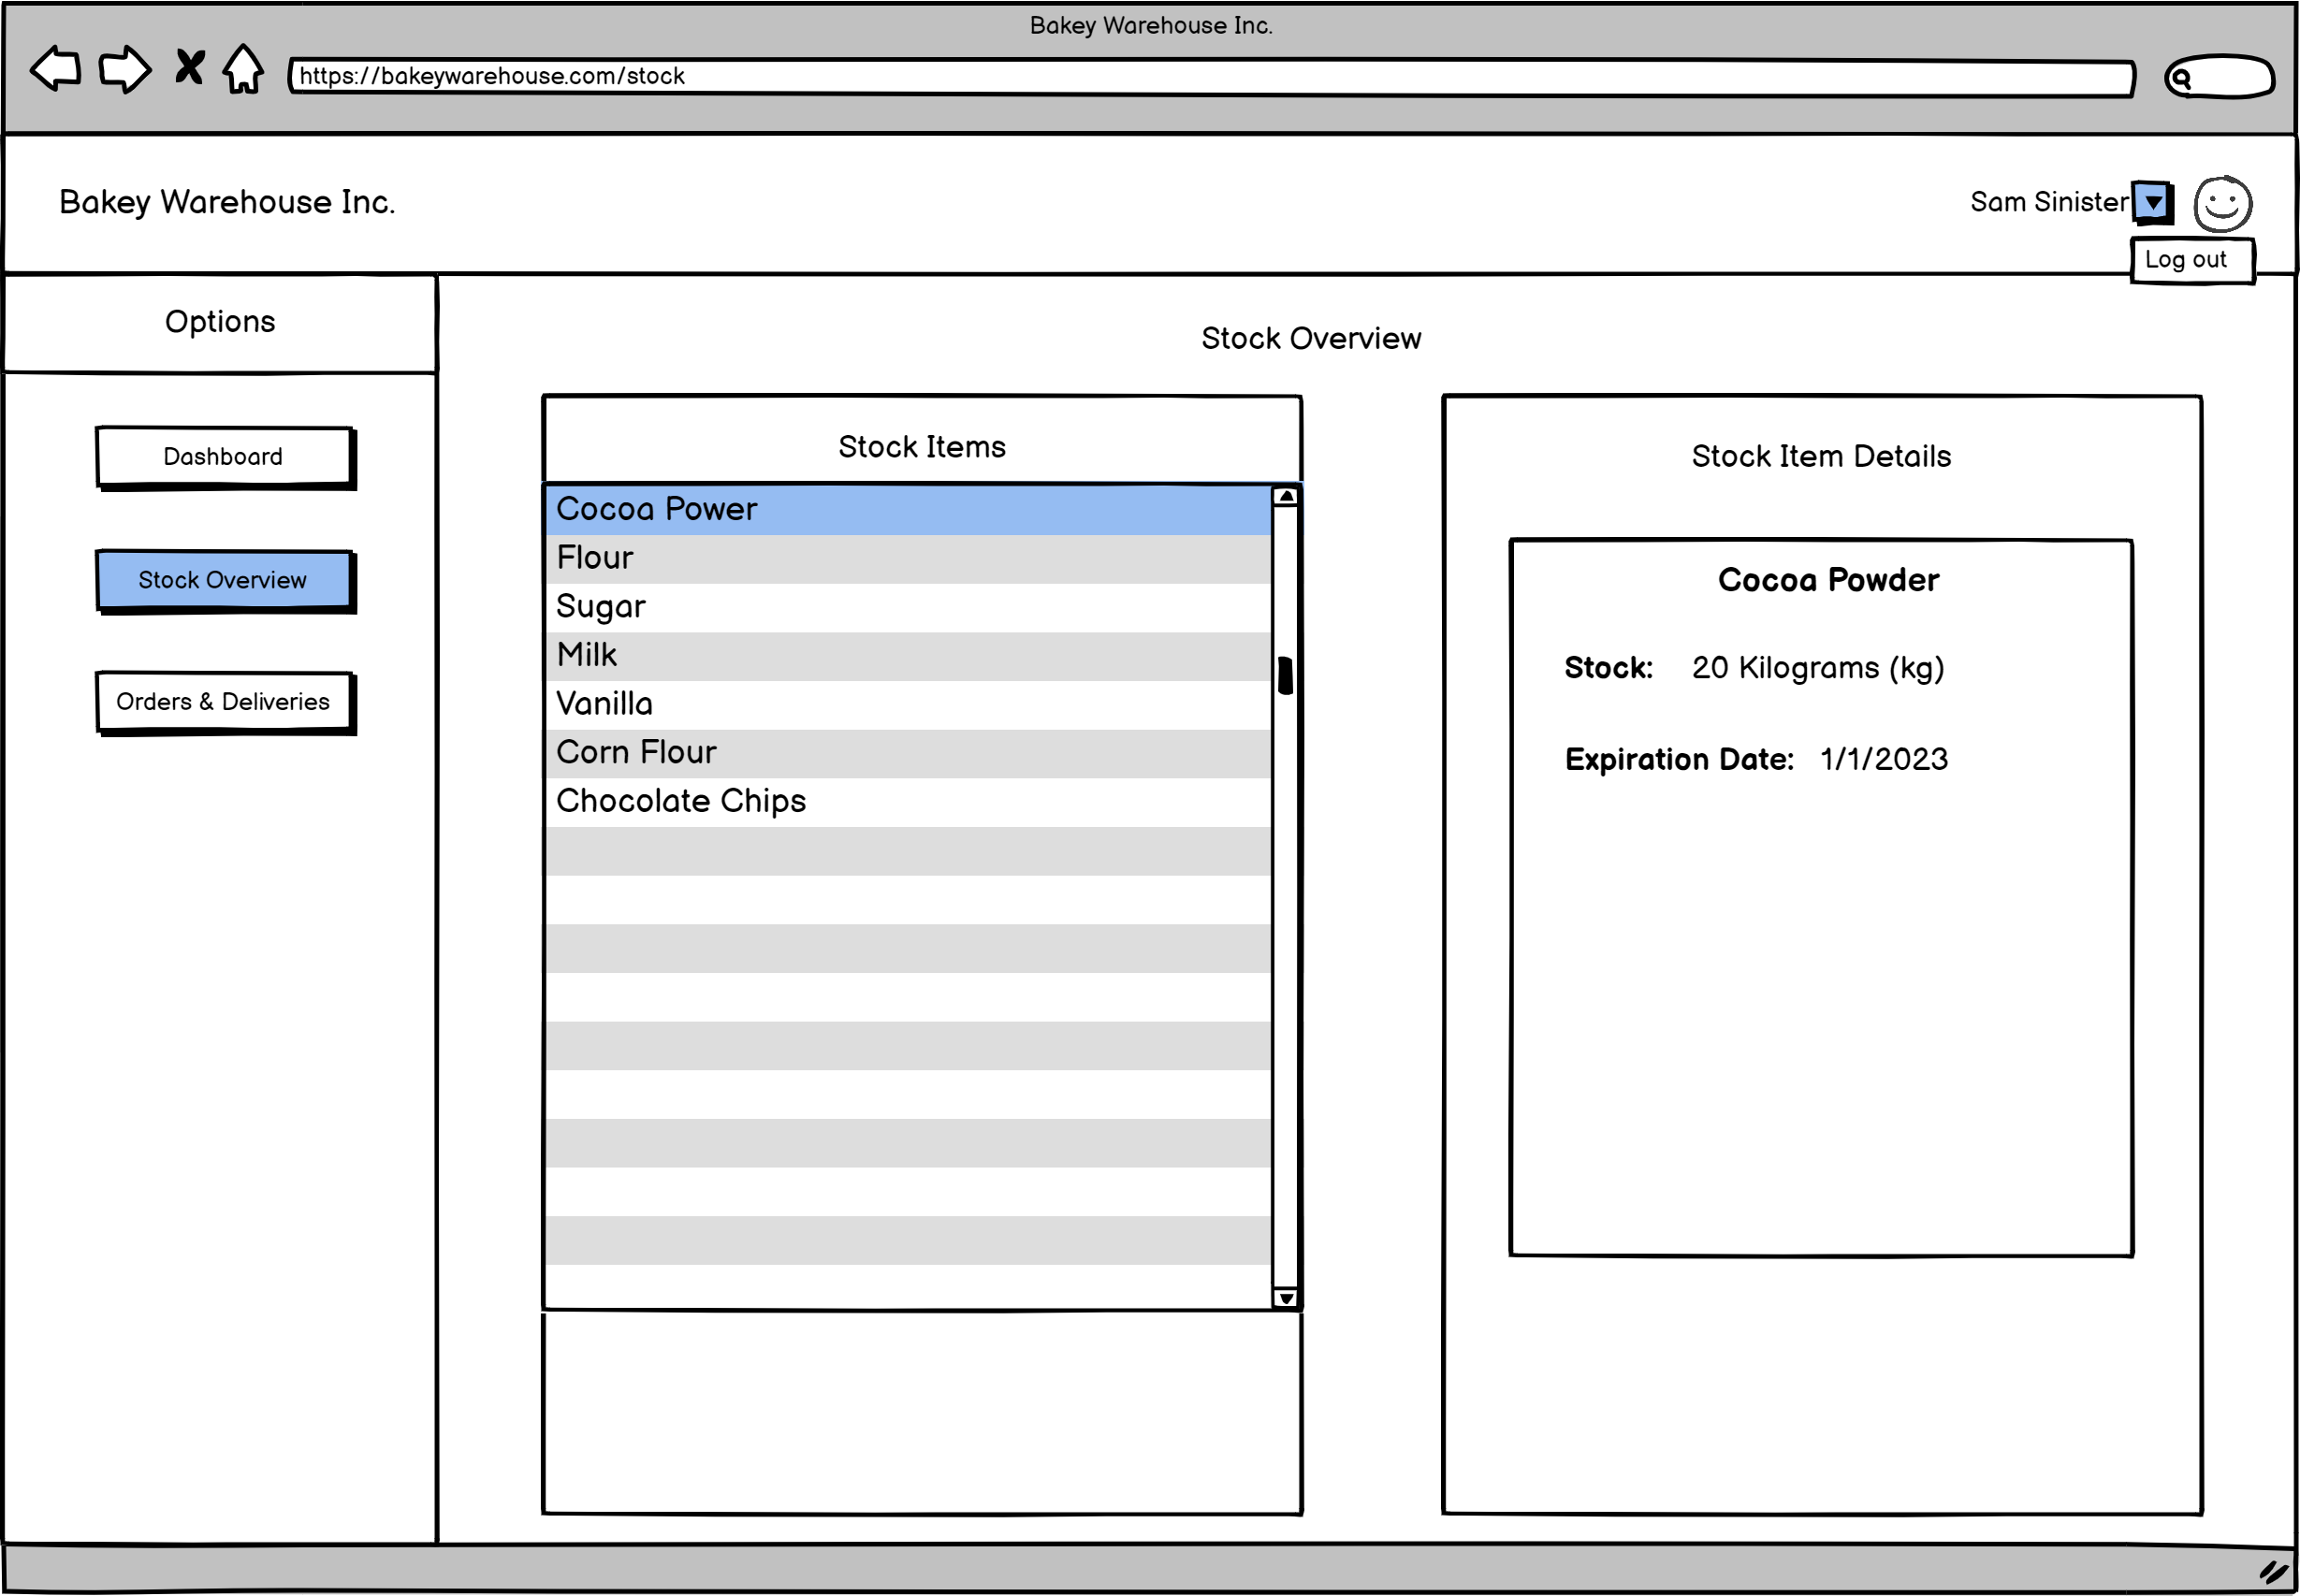 Bakey Warehouse Inc.
https://bakeywarehouse.com/stock
Bakey Warehouse Inc.
Sam Sinister
Log out
Options
Dashboard
Stock Overview
Orders & Deliveries
Stock Overview
Stock Items
Cocoa Power
Flour
Sugar
Milk
Vanilla
Corn Flour
Chocolate Chips
Stock Item Details
Cocoa Powder
Stock: 20 Kilograms (kg)
Expiration Date: 1/1/2023